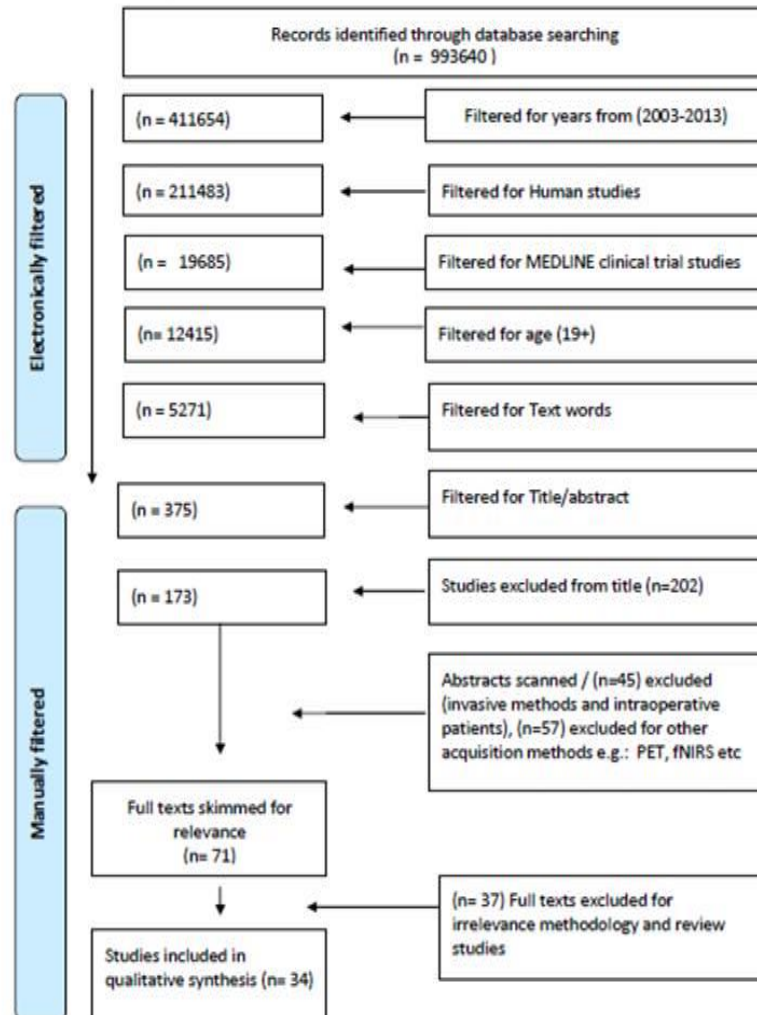 Records identified through database searching
(n = 993640 )
Electronically filtered
(n = 411654)
Filtered for years from (2003-2013)
(n = 211483)
Filtered for Human studies
(n = 19685)
Filtered for MEDLINE clinical trial studies
(n= 12415)
Filtered for age (19+)
(n = 5271)
Filtered for Text words
Manually filtered
(n = 375)
Filtered for Title/abstract
(n = 173)
Studies excluded from title (n=202)
Abstracts scanned / (n=45) excluded
(invasive methods and intraoperative
patients), (n=57) excluded for other
acquisition methods e.g.: PET, fNIRS etc
Full texts skimmed for
relevance
(n= 71)
(n= 37) Full texts excluded for
irrelevance methodology and review
studies
Studies included in
qualitative synthesis (n= 34)